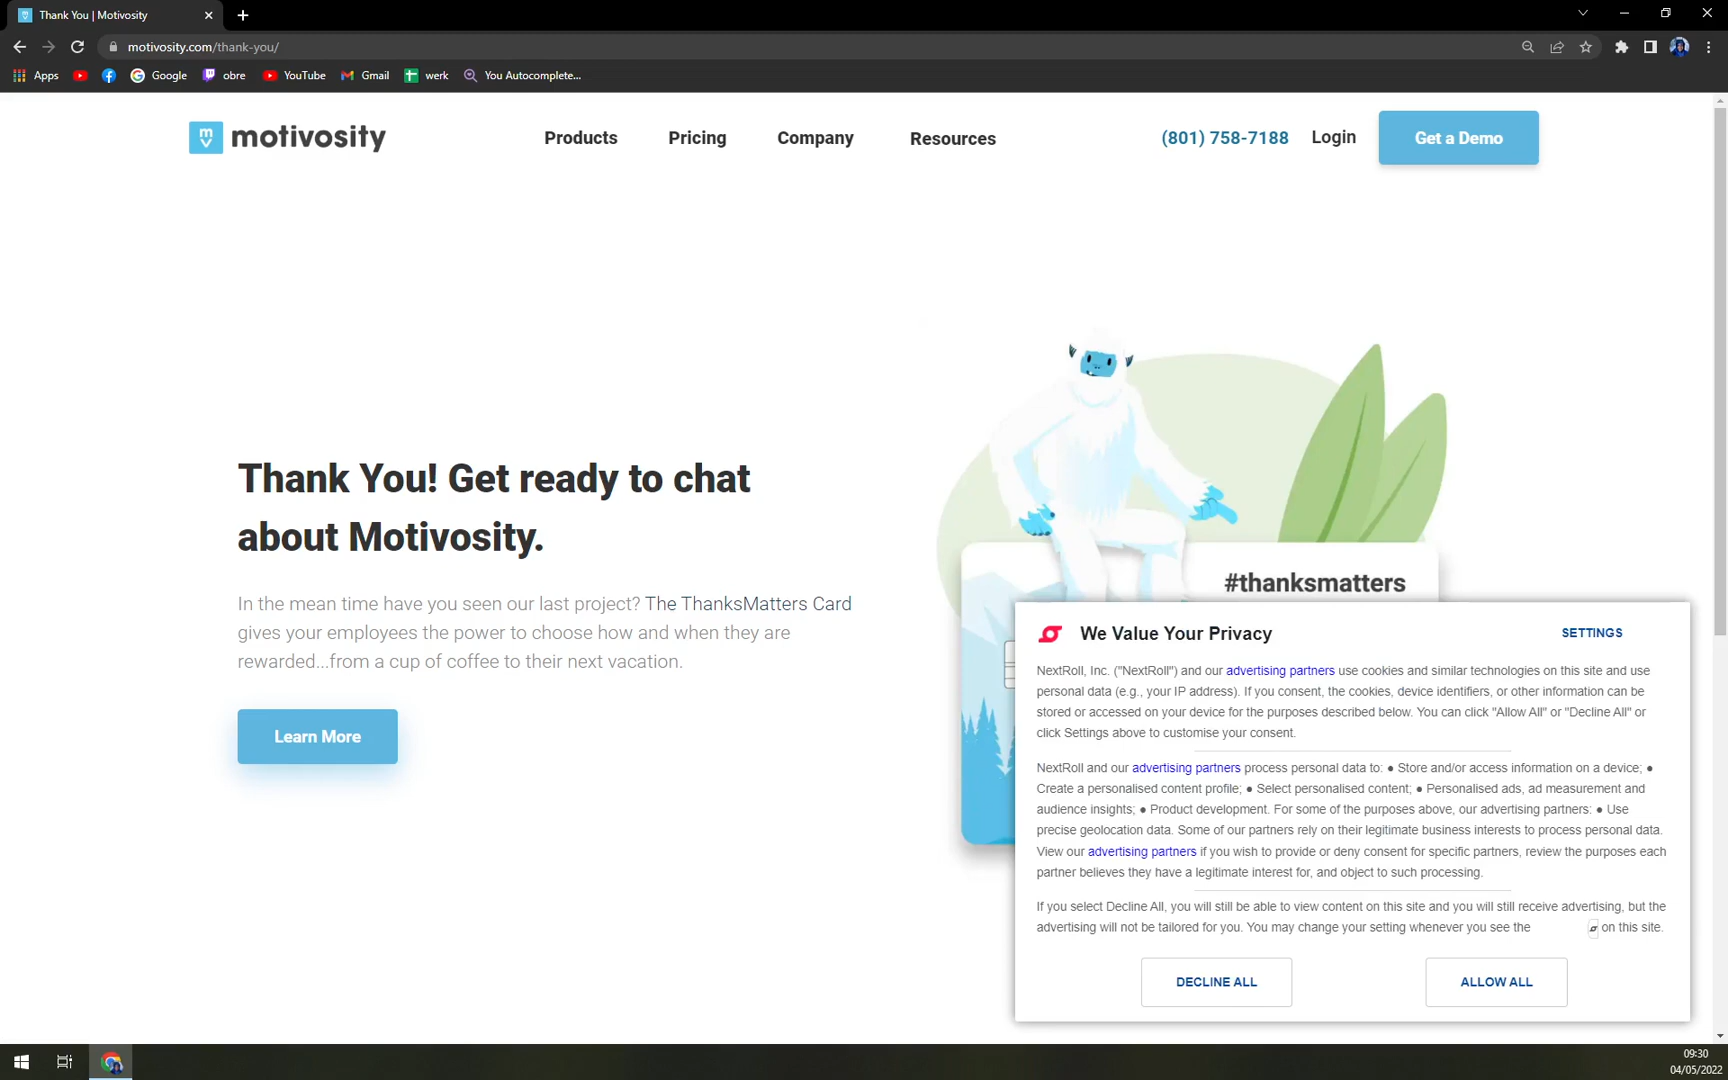 Thank You | Motivosity
motivosity.com/thank-you/
Apps Google obre YouTube Gmail werk You Autocomplete...
motivosity Products Pricing Company Resources (801) 758-7188 Login Get a Demo
Thank You! Get ready to chat
about Motivosity.
In the mean time have you seen our last project? The ThanksMatters Card
gives your employees the power to choose how and when they are
rewarded...from a cup of coffee to their next vacation.
Learn More
#thanksmatters
We Value Your Privacy SETTINGS
NextRoll, Inc. ("NextRoll") and our advertising partners use cookies and similar technologies on this site and use
personal data (e.g., your IP address). If you consent, the cookies, device identifiers, or other information can be
stored or accessed on your device for the purposes described below. You can click "Allow All" or "Decline All" or
click Settings above to customise your consent.
NextRoll and our advertising partners process personal data to: ● Store and/or access information on a device; ●
Create a personalised content profile; ● Select personalised content; ● Personalised ads, ad measurement and
audience insights; ● Product development. For some of the purposes above, our advertising partners: ● Use
precise geolocation data. Some of our partners rely on their legitimate business interests to process personal data.
View our advertising partners if you wish to provide or deny consent for specific partners, review the purposes each
partner believes they have a legitimate interest for, and object to such processing.
If you select Decline All, you will still be able to view content on this site and you will still receive advertising, but the
advertising will not be tailored for you. You may change your setting whenever you see the on this site.
DECLINE ALL ALLOW ALL
09:30
04/05/2022